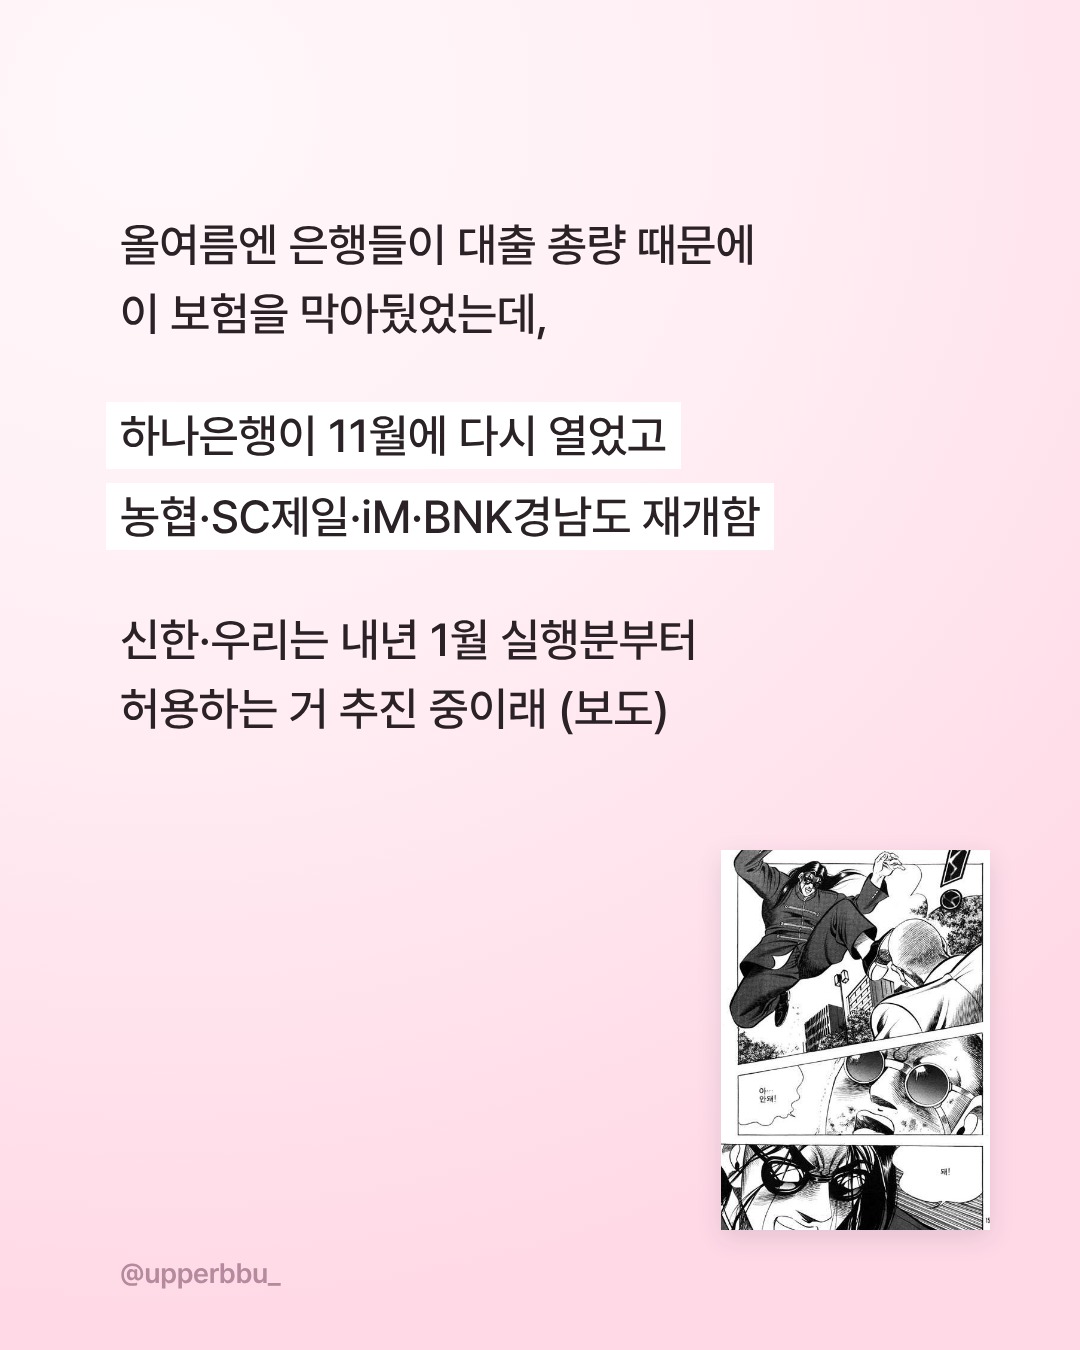 올여름엔 은행들이 대출 총량 때문에
이 보험을 막아뒀었는데,
하나은행이 11월에 다시 열었고
농협·SC제일·iM·BNK경남도 재개함
신한·우리는 내년 1월 실행분부터
허용하는 거 추진 중이래 (보도)
아…
안돼!
돼!
@upperbbu_